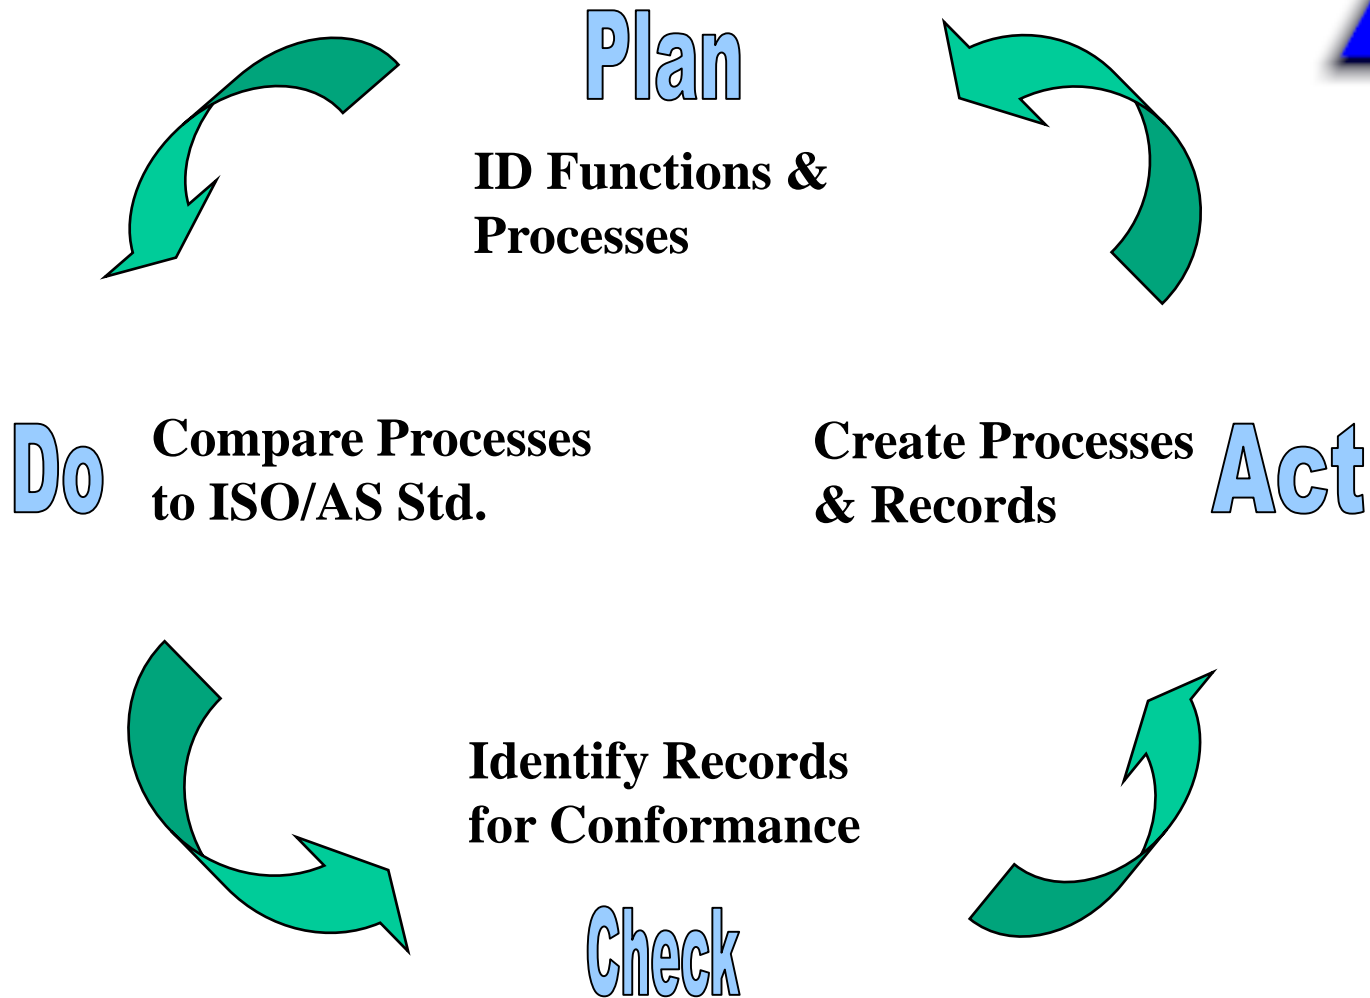 Plan
ID Functions &
Processes
Do
Compare Processes
to ISO/AS Std.
Create Processes
& Records
Act
Identify Records
for Conformance
Check